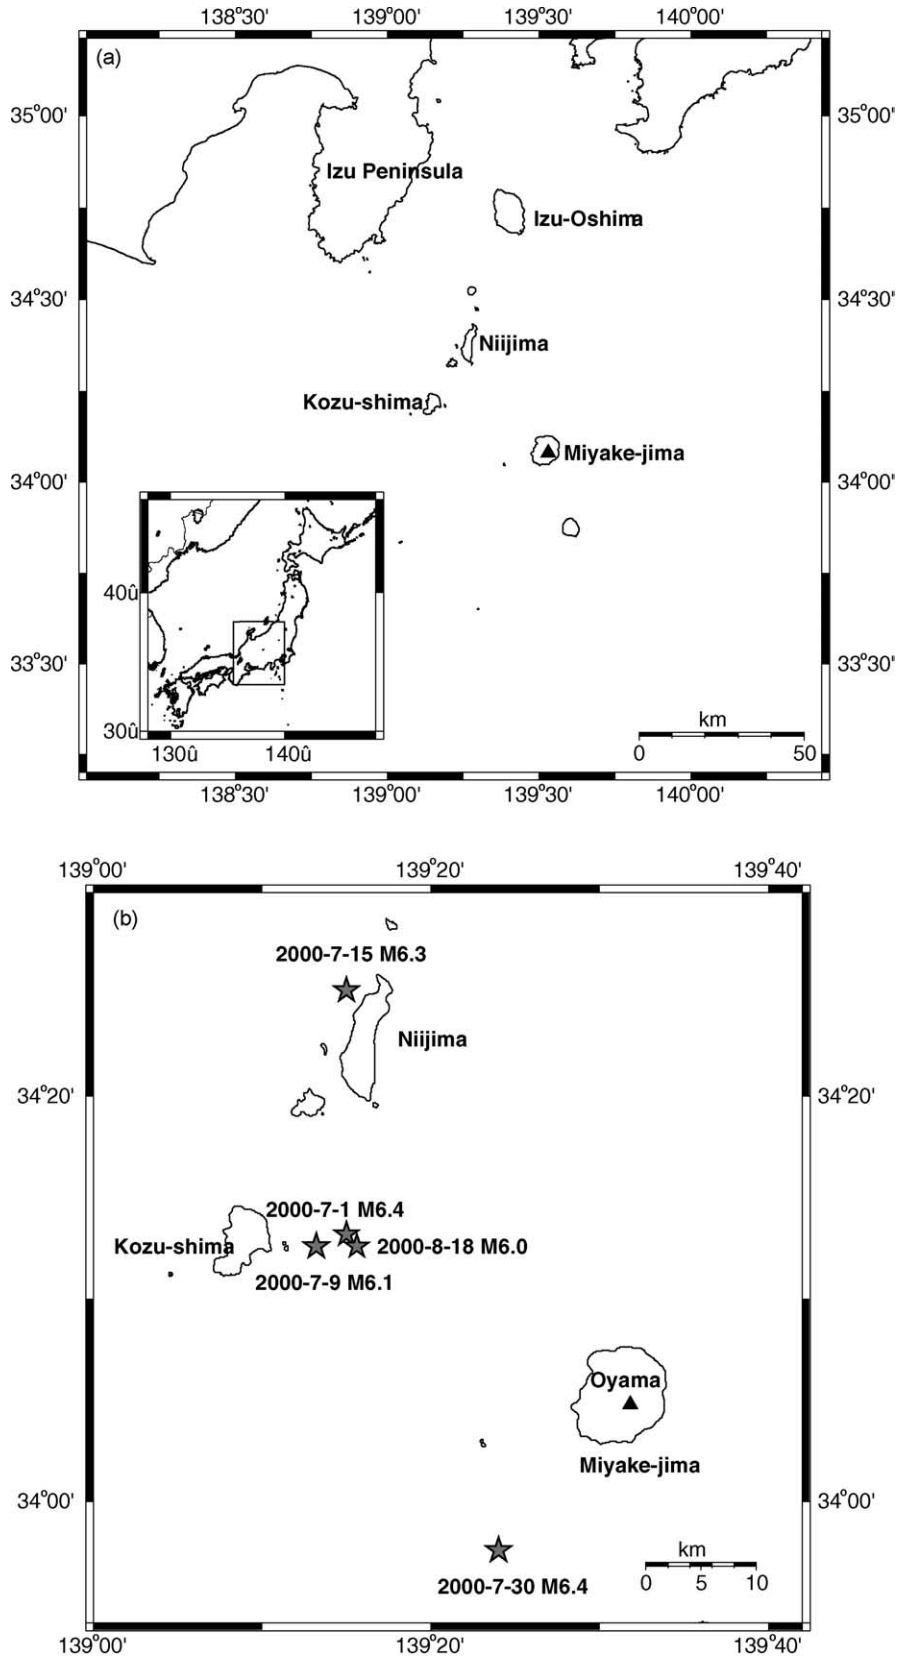 138°30' 139°00' 139°30' 140°00'
(a)
35°00' 35°00'
Izu Peninsula
Izu-Oshima
34°30' 34°30'
Niijima
Kozu-shima
Miyake-jima
34°00' 34°00'
40û
33°30' 33°30'
km
30û
0 50
130û 140û
138°30' 139°00' 139°30' 140°00'
139°00' 139°20' 139°40'
(b)
2000-7-15 M6.3
Niijima
34°20' 34°20'
2000-7-1 M6.4
Kozu-shima
2000-8-18 M6.0
2000-7-9 M6.1
Oyama
Miyake-jima
34°00' 34°00'
km
0 5 10
2000-7-30 M6.4
139°00' 139°20' 139°40'